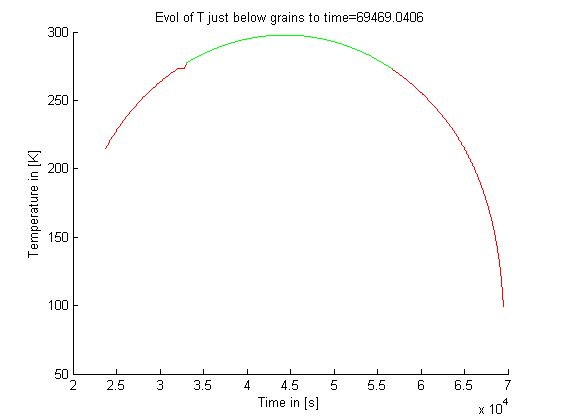 Evol of T just below grains to time=69469.0406
300
250
200
150
100
50
Temperature in [K]
2 2.5 3 3.5 4 4.5 5 5.5 6 6.5 7
Time in [s]
x 10^4